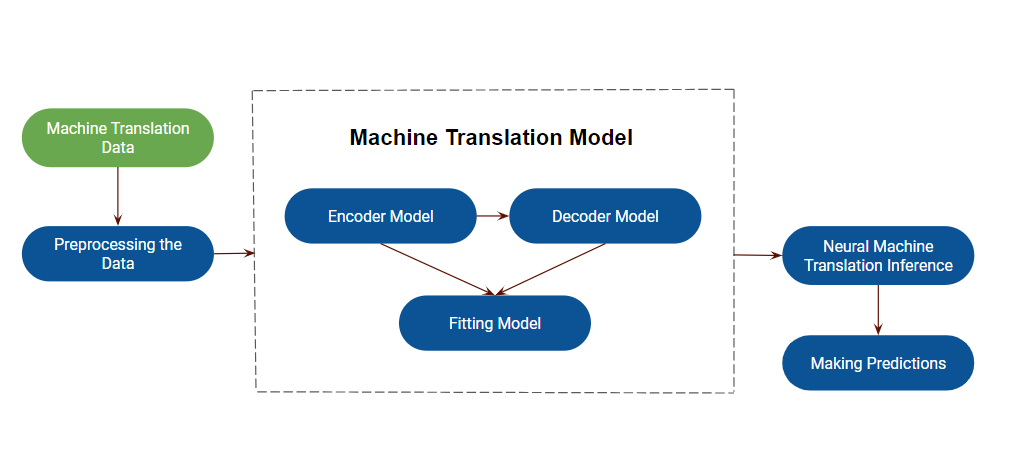 Machine Translation
Data
Preprocessing the
Data
Machine Translation Model
Encoder Model
Decoder Model
Fitting Model
Neural Machine
Translation Inference
Making Predictions